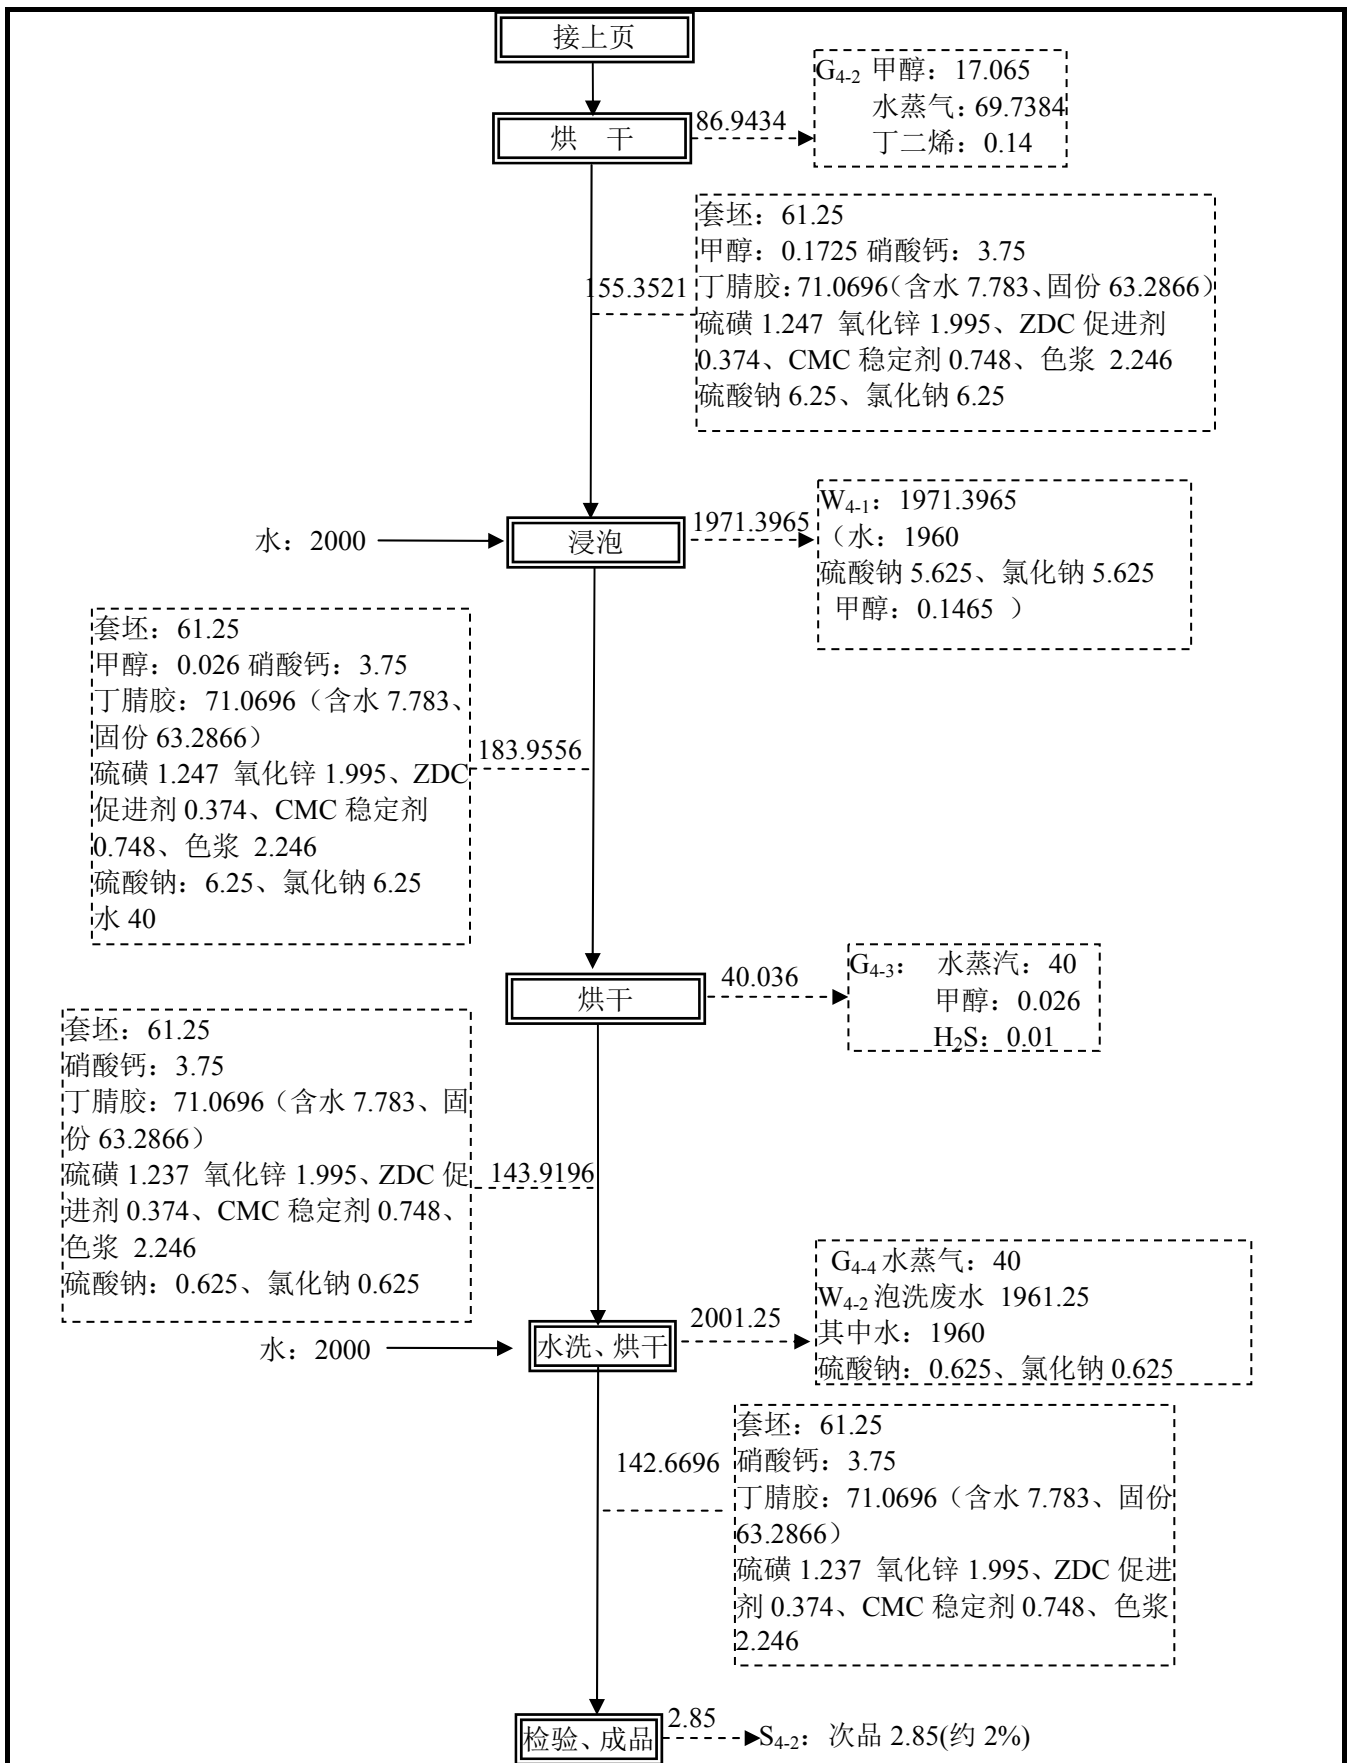 接上页
G4-2 甲醇：17.065
水蒸气：69.7384
丁二烯：0.14
86.9434
烘 干
套坯：61.25
甲醇：0.1725 硝酸钙：3.75
丁腈胶：71.0696（含水 7.783、固份 63.2866）
硫磺 1.247 氧化锌 1.995、ZDC 促进剂
0.374、CMC 稳定剂 0.748、色浆 2.246
硫酸钠 6.25、氯化钠 6.25
155.3521
水：2000
浸泡
1971.3965
W4-1：1971.3965
（水：1960
硫酸钠 5.625、氯化钠 5.625
甲醇：0.1465 ）
套坯：61.25
甲醇：0.026 硝酸钙：3.75
丁腈胶：71.0696（含水 7.783、
固份 63.2866）
硫磺 1.247 氧化锌 1.995、ZDC
促进剂 0.374、CMC 稳定剂
0.748、色浆 2.246
硫酸钠：6.25、氯化钠 6.25
水 40
183.9556
烘干
40.036
G4-3： 水蒸汽：40
甲醇：0.026
H2S：0.01
套坯：61.25
硝酸钙：3.75
丁腈胶：71.0696（含水 7.783、固
份 63.2866）
硫磺 1.237 氧化锌 1.995、ZDC 促
进剂 0.374、CMC 稳定剂 0.748、
色浆 2.246
硫酸钠：0.625、氯化钠 0.625
143.9196
水：2000
水洗、烘干
2001.25
G4-4 水蒸气：40
W4-2 泡洗废水 1961.25
其中水：1960
硫酸钠：0.625、氯化钠 0.625
142.6696
套坯：61.25
硝酸钙：3.75
丁腈胶：71.0696（含水 7.783、固份
63.2866）
硫磺 1.237 氧化锌 1.995、ZDC 促进
剂 0.374、CMC 稳定剂 0.748、色浆
2.246
检验、成品
2.85
S4-2：次品 2.85(约 2%)